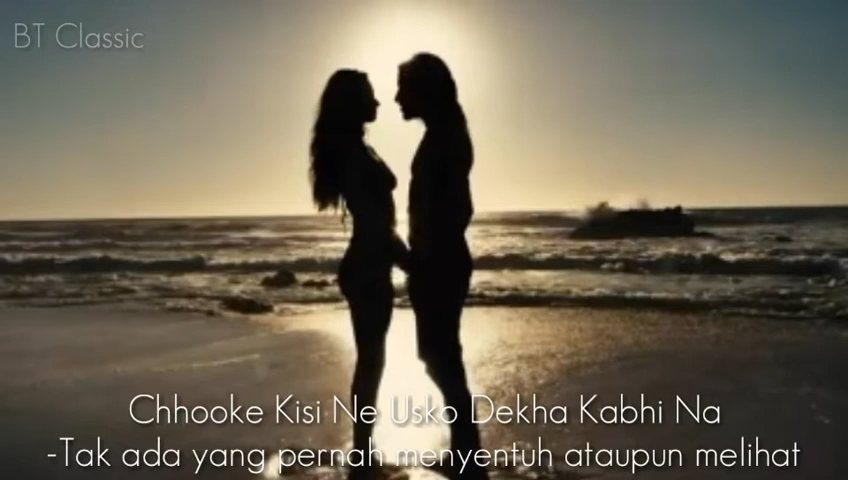 BT Classic
Chhooke Kisi Ne Usko Dekha Kabhi Na
-Tak ada yang pernah menyentuh ataupun melihat